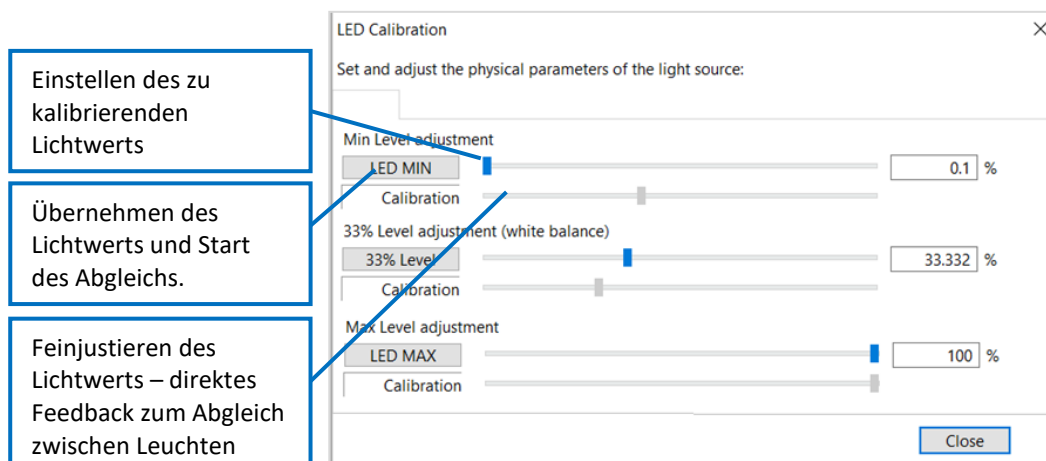 Einstellen des zu
kalibrierenden
Lichtwerts
Übernehmen des
Lichtwerts und Start
des Abgleichs.
Feinjustieren des
Lichtwerts – direktes
Feedback zum Abgleich
zwischen Leuchten
LED Calibration
Set and adjust the physical parameters of the light source:
Min Level adjustment
LED MIN 0.1 %
Calibration
33% Level adjustment (white balance)
33% Level 33.332 %
Calibration
Max Level adjustment
LED MAX 100 %
Calibration
Close